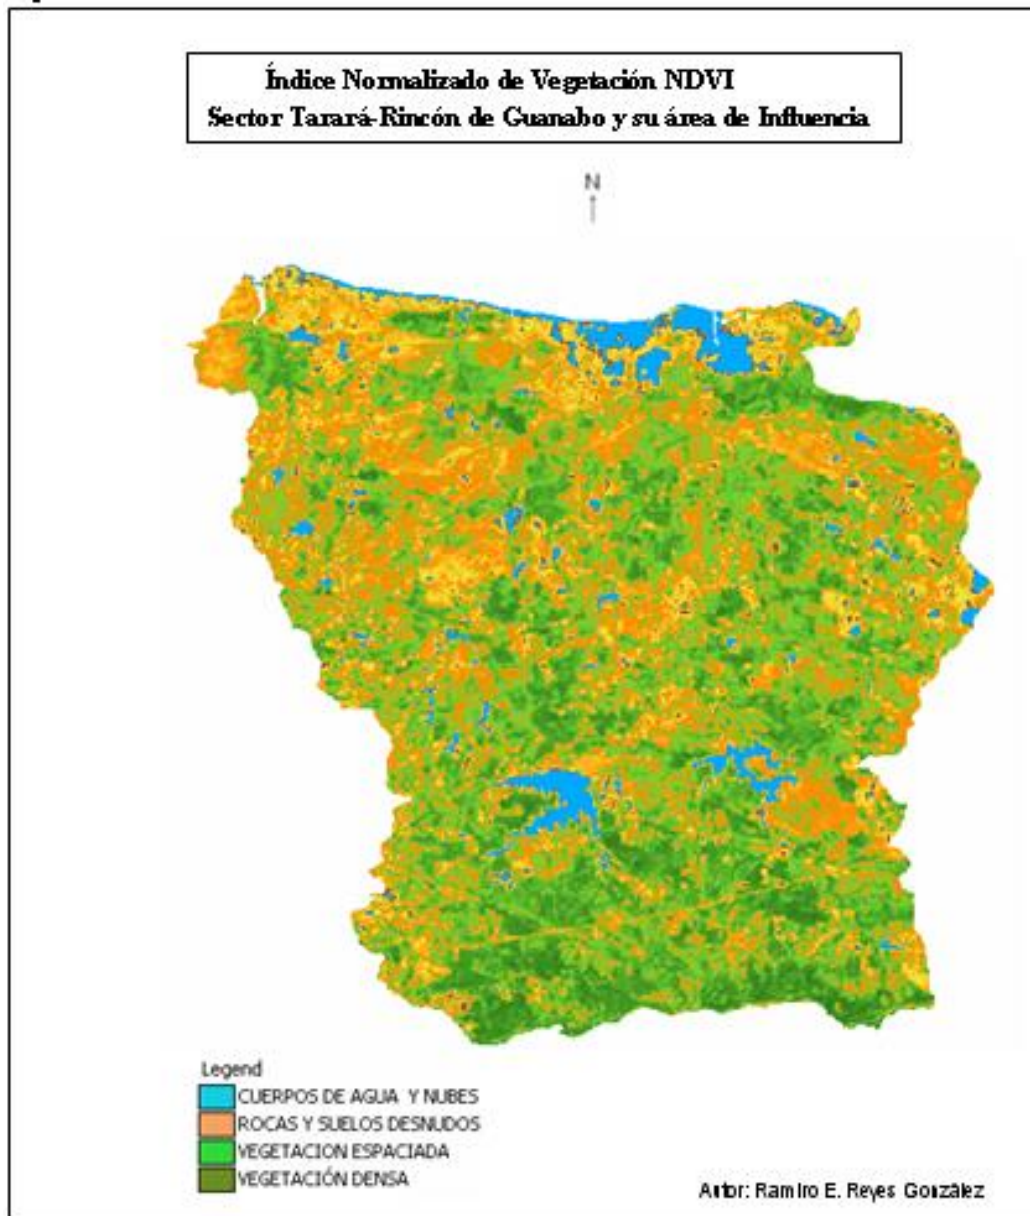 Índice Normalizado de Vegetación NDVI
Sector Tarará-Rincón de Guanabo y su área de Influencia
N
Legend
CUERPOS DE AGUA Y NUBES
ROCAS Y SUELOS DESNUDOS
VEGETACION ESPACIADA
VEGETACIÓN DENSA
Autor: Ramiro E. Reyes González